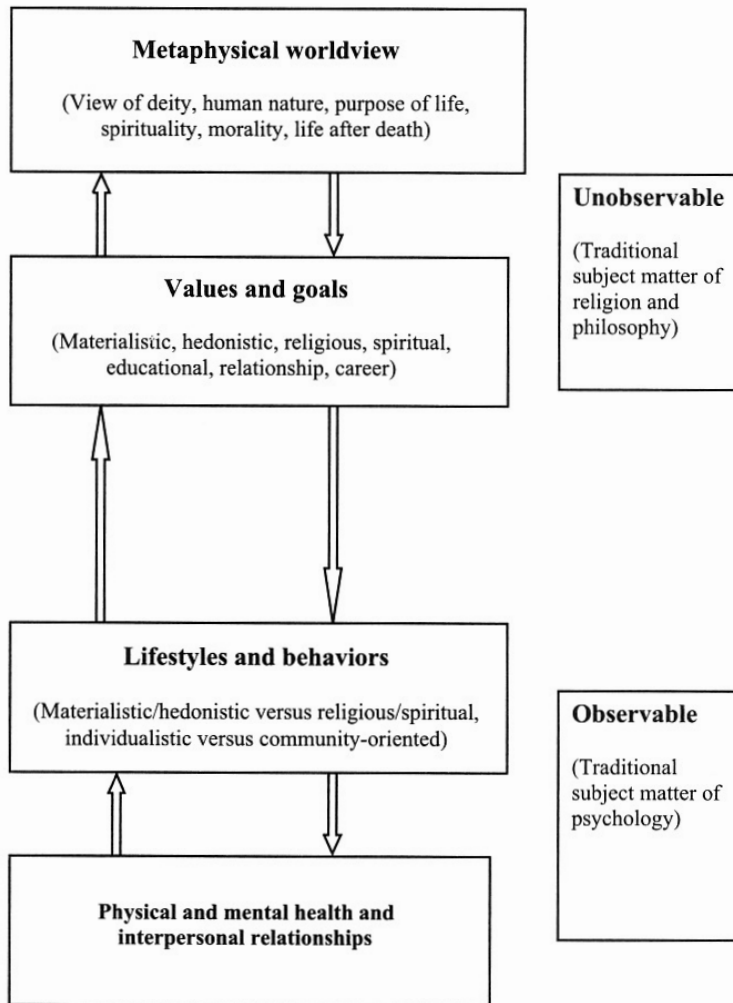 Metaphysical worldview
(View of deity, human nature, purpose of life,
spirituality, morality, life after death)
Unobservable
(Traditional
subject matter of
religion and
philosophy)
Values and goals
(Materialistic, hedonistic, religious, spiritual,
educational, relationship, career)
Lifestyles and behaviors
(Materialistic/hedonistic versus religious/spiritual,
individualistic versus community-oriented)
Observable
(Traditional
subject matter of
psychology)
Physical and mental health and
interpersonal relationships